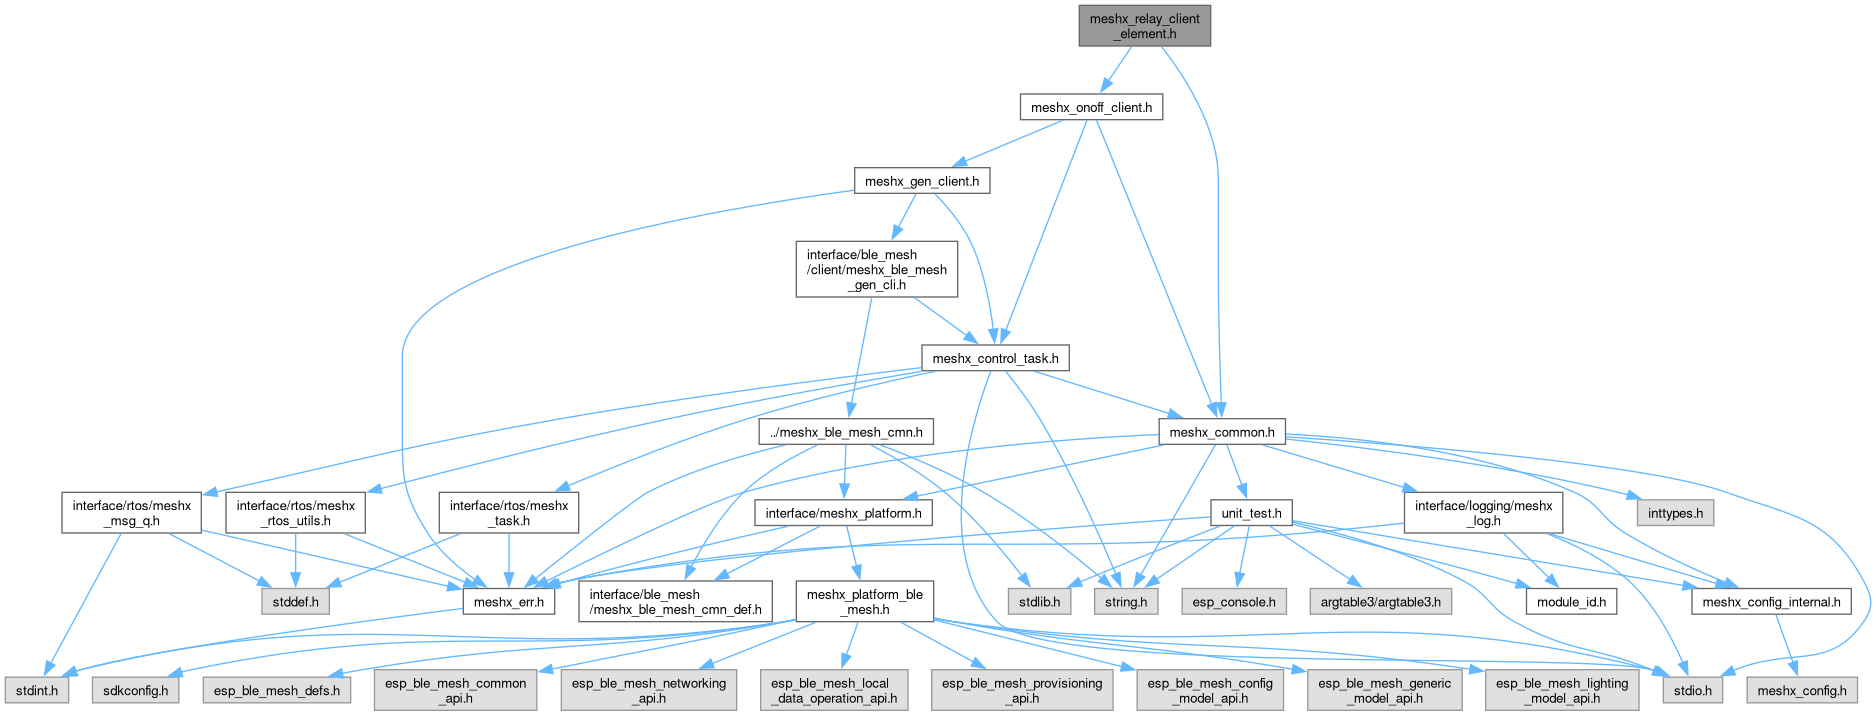 meshx_relay_client
_element.h
meshx_onoff_client.h
meshx_gen_client.h
interface/ble_mesh
/client/meshx_ble_mesh
_gen_cli.h
meshx_control_task.h
../meshx_ble_mesh_cmn.h
meshx_common.h
interface/rtos/meshx
_msg_q.h
interface/rtos/meshx
_rtos_utils.h
interface/rtos/meshx
_task.h
interface/meshx_platform.h
unit_test.h
interface/logging/meshx
_log.h
inttypes.h
stddef.h
meshx_err.h
interface/ble_mesh
/meshx_ble_mesh_cmn_def.h
meshx_platform_ble
_mesh.h
stdlib.h
string.h
esp_console.h
argtable3/argtable3.h
module_id.h
meshx_config_internal.h
stdint.h
sdkconfig.h
esp_ble_mesh_defs.h
esp_ble_mesh_common
_api.h
esp_ble_mesh_networking
_api.h
esp_ble_mesh_local
_data_operation_api.h
esp_ble_mesh_provisioning
_api.h
esp_ble_mesh_config
_model_api.h
esp_ble_mesh_generic
_model_api.h
esp_ble_mesh_lighting
_model_api.h
stdio.h
meshx_config.h